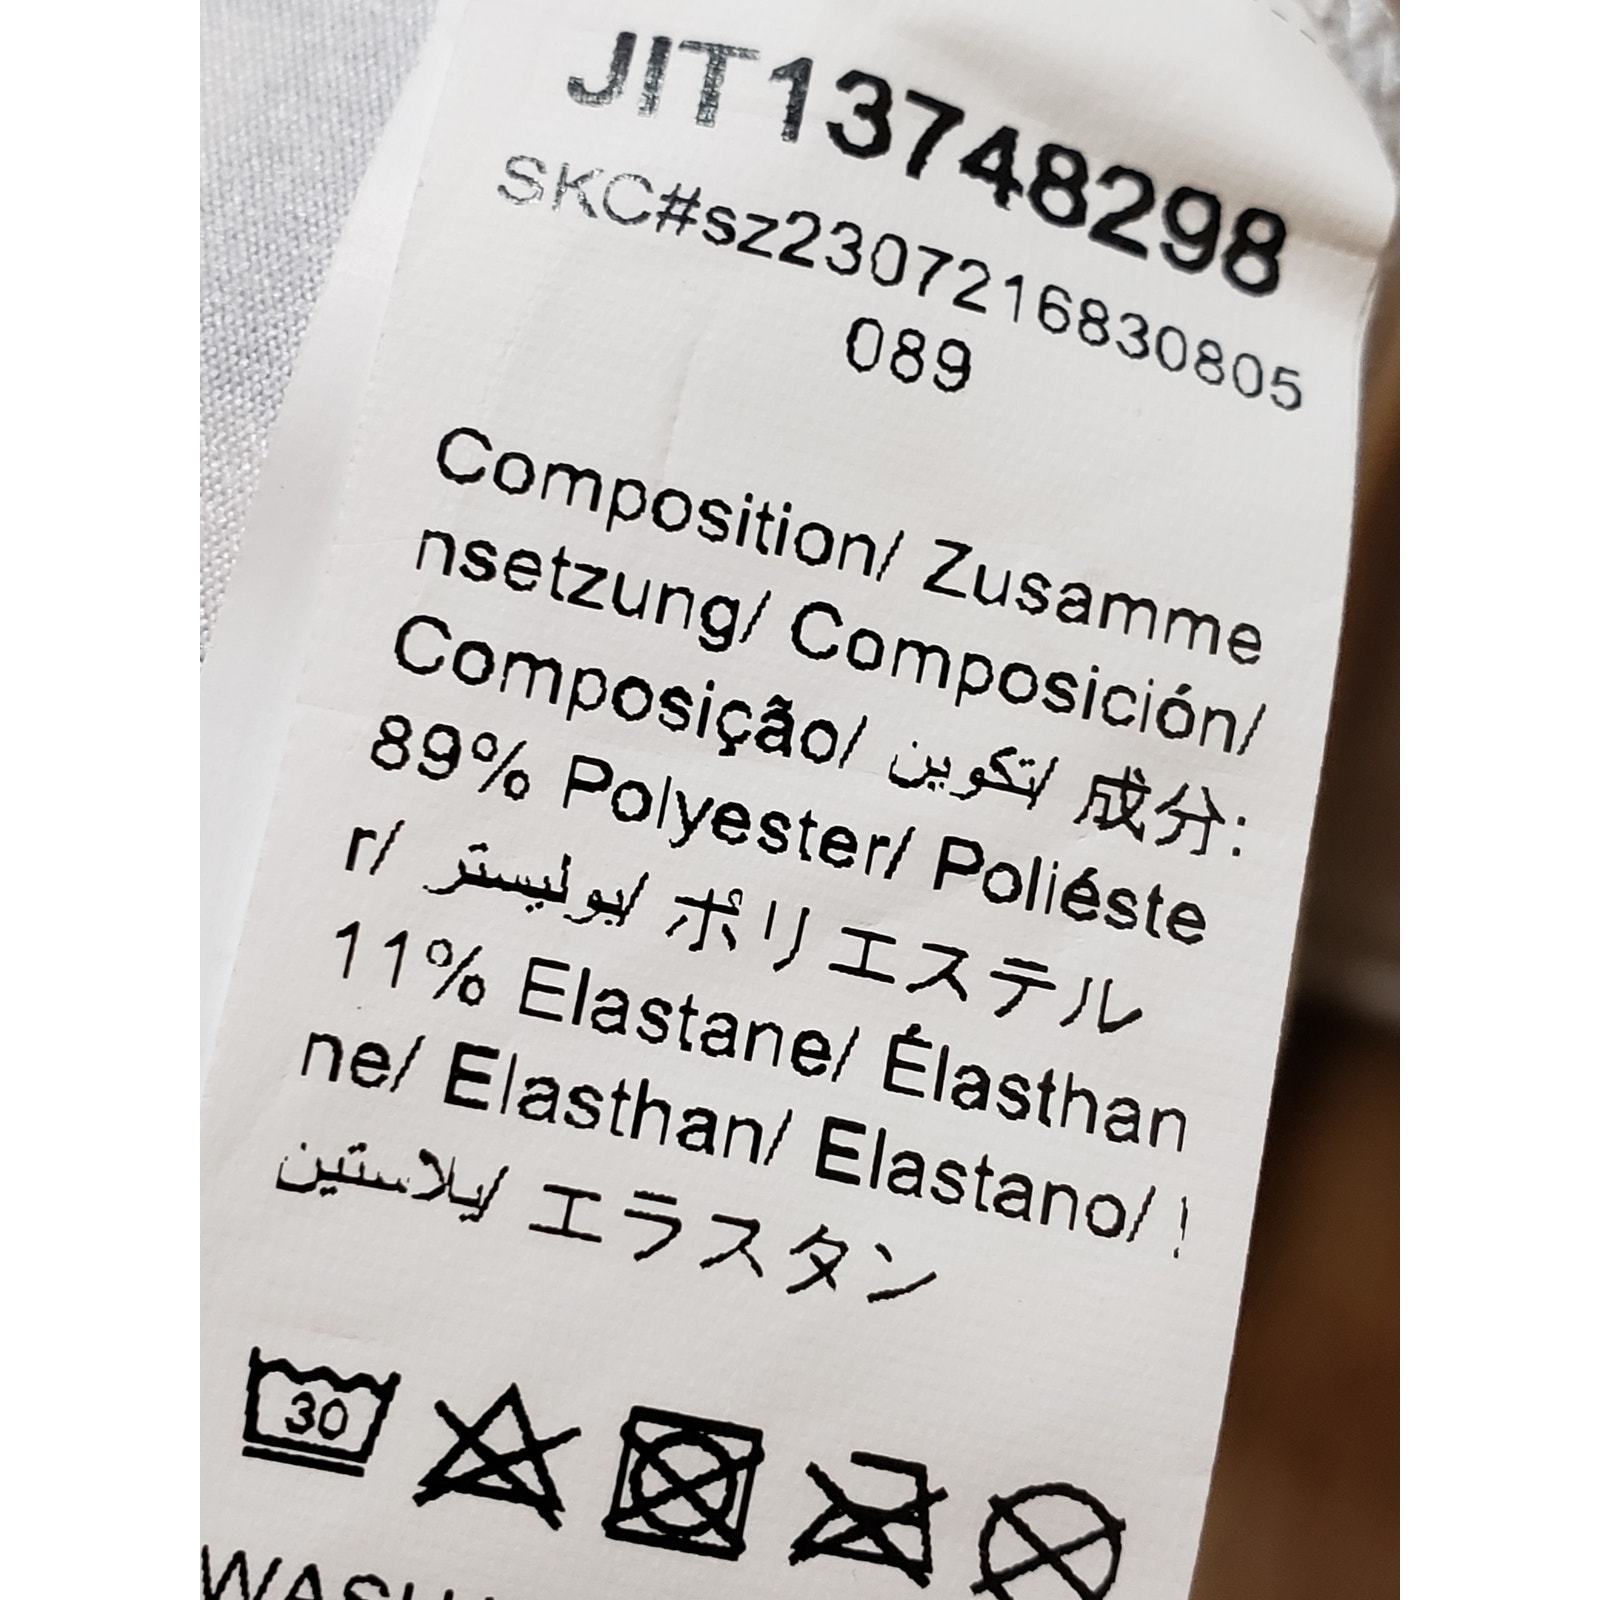 JIT13748298
SKC#sz2307216830805
089
Composition/ Zusamme
nsetzung/ Composición/
Composição/ تكوين/ 成分:
89% Polyester/ Poliéste
r/ بوليستر/ ポリエステル
11% Elastane/ Élasthan
ne/ Elasthan/ Elastano/ إ
يلاستين/ エラスタン
30